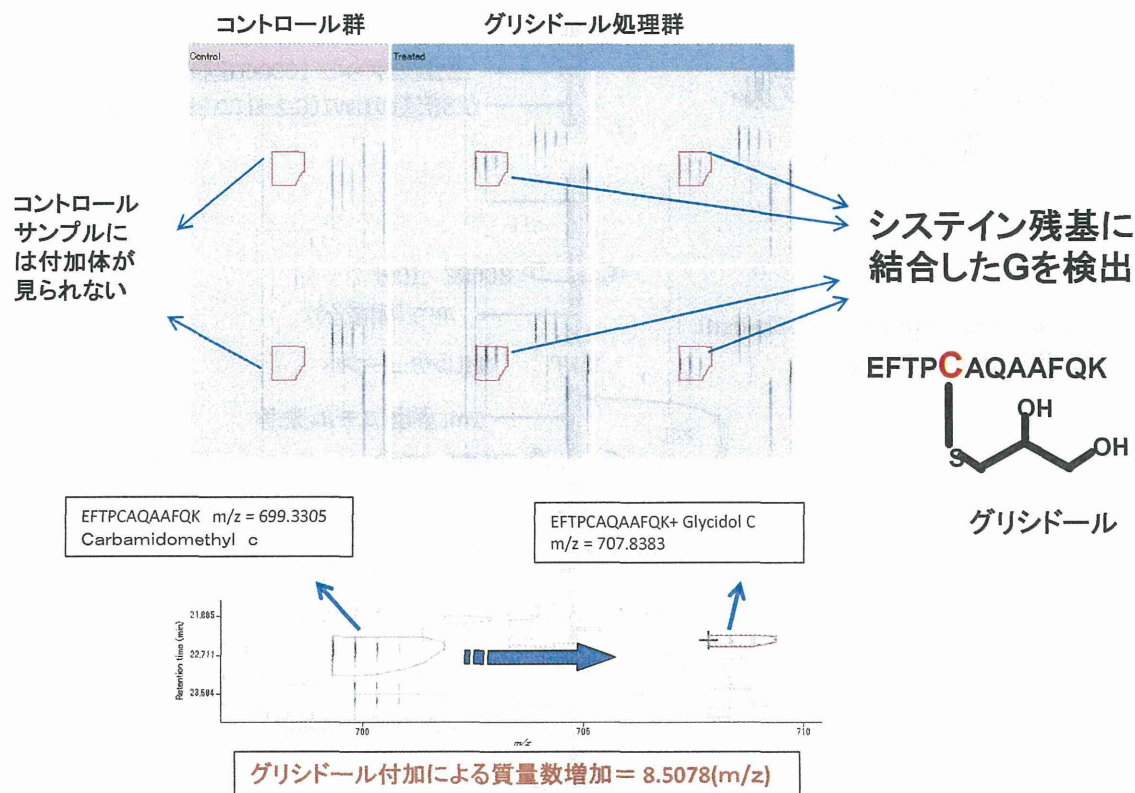 コントロール群
グリシドール処理群
Control
Treated
コントロール
サンプルに
は付加体が
見られない
システイン残基に
結合したGを検出
EFTPCAQAAFQK
OH
OH
S
グリシドール
EFTPCAQAAFQK m/z = 699.3305
Carbamidomethyl c
EFTPCAQAAFQK+ Glycidol C
m/z = 707.8383
Retention time (min)
21.885
22.711
23.504
700
705
710
m/z
グリシドール付加による質量数増加= 8.5078(m/z)